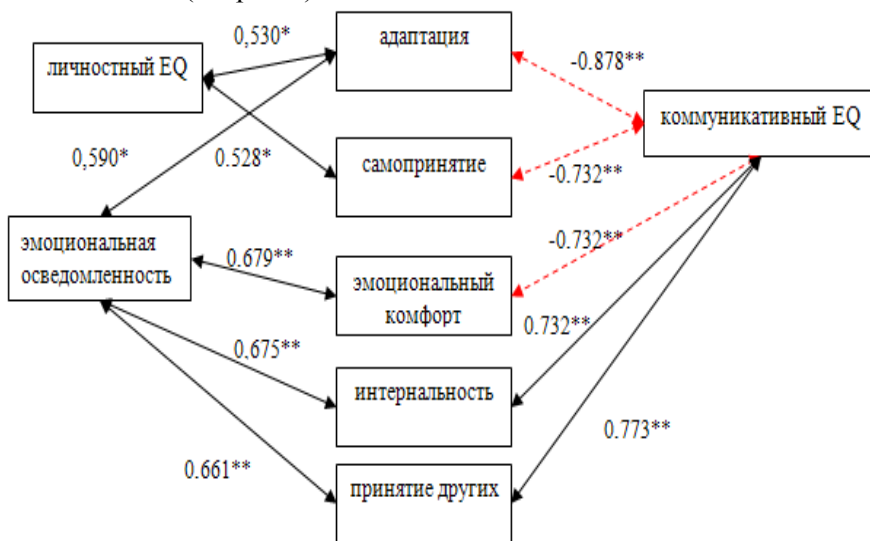 0,530*
адаптация
-0.878**
личностный EQ
коммуникативный EQ
0,590*
0.528*
самопринятие
-0.732**
эмоциональная
осведомленность
0.679**
-0.732**
эмоциональный
комфорт
0.732**
0.675**
интернальность
0.773**
0.661**
принятие других